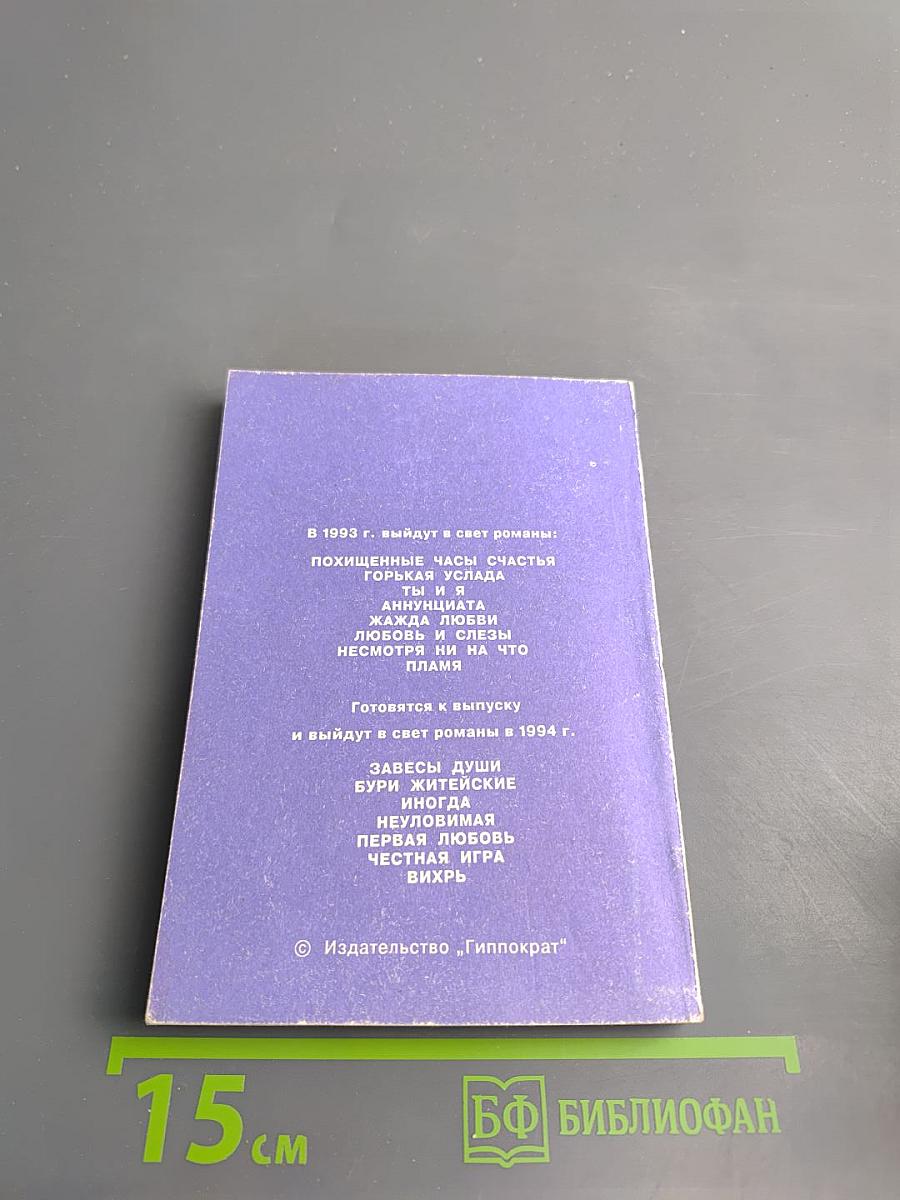 В 1993 г. выйдут в свет романы:
ПОХИЩЕННЫЕ ЧАСЫ СЧАСТЬЯ
ГОРЬКАЯ УСЛАДА
ТЫ И Я
АННУНЦИАТА
ЖАЖДА ЛЮБВИ
ЛЮБОВЬ И СЛЕЗЫ
НЕСМОТРЯ НИ НА ЧТО
ПЛАМЯ
Готовятся к выпуску
и выйдут в свет романы в 1994 г.
ЗАВЕСЫ ДУШИ
БУРИ ЖИТЕЙСКИЕ
ИНОГДА
НЕУЛОВИМАЯ
ПЕРВАЯ ЛЮБОВЬ
ЧЕСТНАЯ ИГРА
ВИХРЬ
© Издательство „Гиппократ"
15 см
БФ БИБЛИОФАН